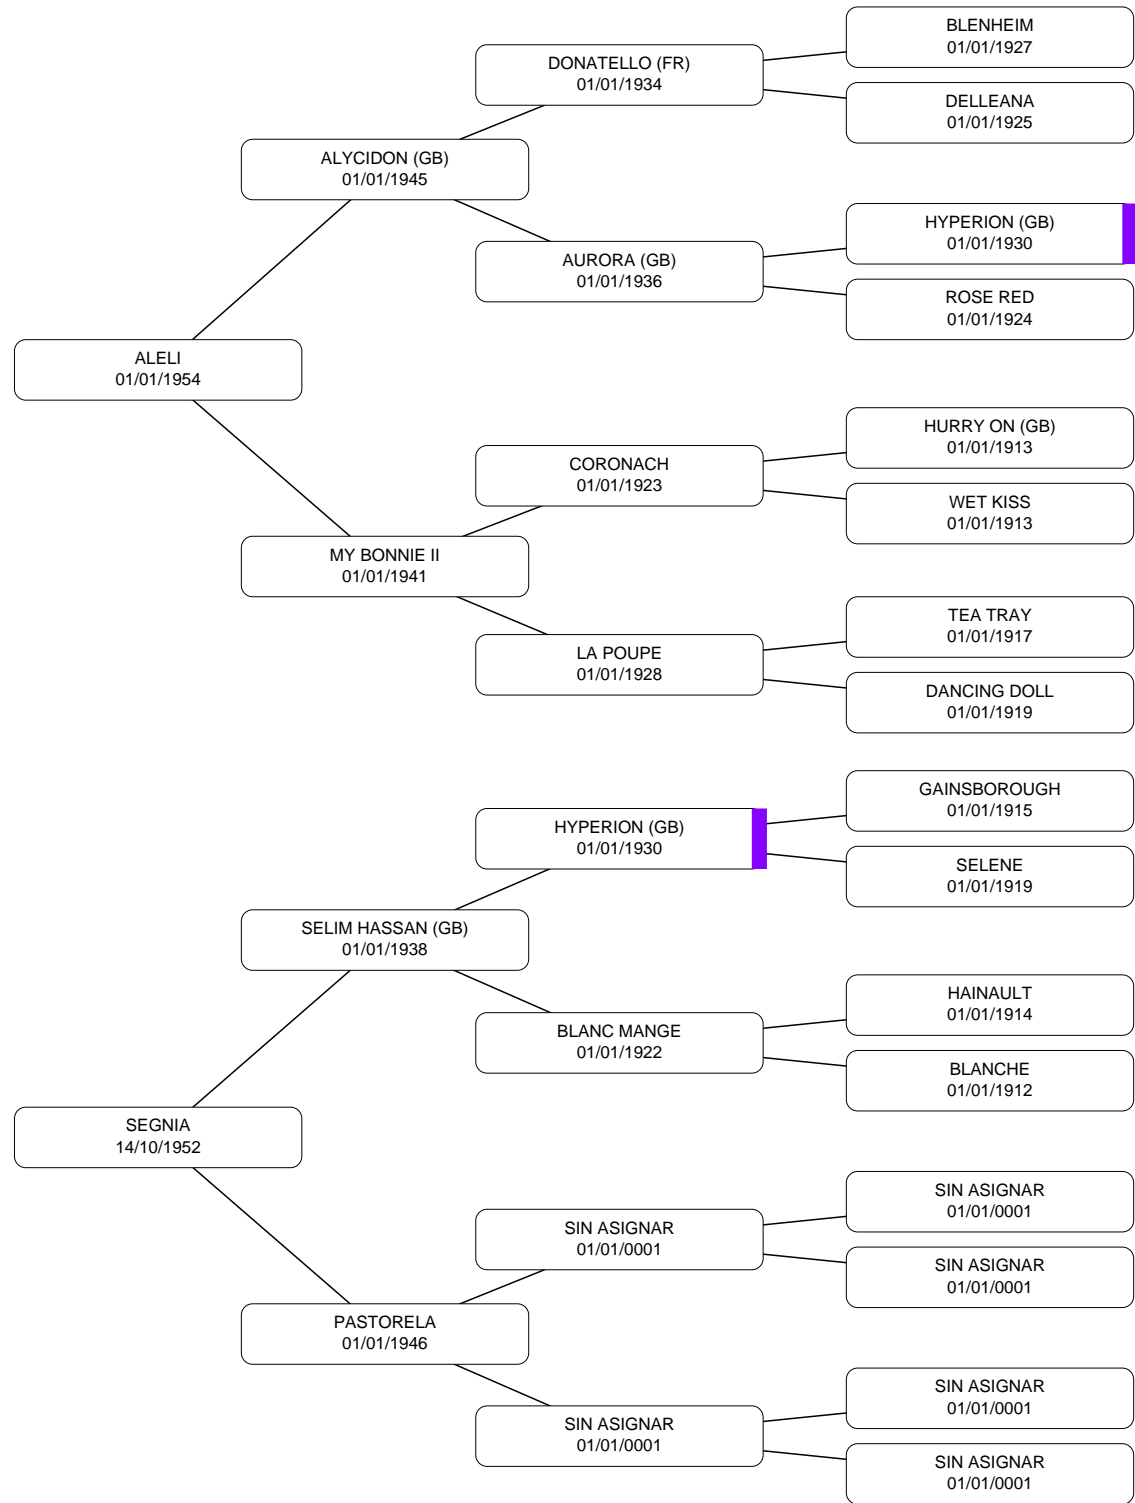 BLENHEIM
01/01/1927
DONATELLO (FR)
01/01/1934
DELLEANA
01/01/1925
ALYCIDON (GB)
01/01/1945
HYPERION (GB)
01/01/1930
AURORA (GB)
01/01/1936
ROSE RED
01/01/1924
ALELI
01/01/1954
HURRY ON (GB)
01/01/1913
CORONACH
01/01/1923
WET KISS
01/01/1913
MY BONNIE II
01/01/1941
TEA TRAY
01/01/1917
LA POUPE
01/01/1928
DANCING DOLL
01/01/1919
GAINSBOROUGH
01/01/1915
HYPERION (GB)
01/01/1930
SELENE
01/01/1919
SELIM HASSAN (GB)
01/01/1938
HAINAULT
01/01/1914
BLANC MANGE
01/01/1922
BLANCHE
01/01/1912
SEGNIA
14/10/1952
SIN ASIGNAR
01/01/0001
SIN ASIGNAR
01/01/0001
SIN ASIGNAR
01/01/0001
PASTORELA
01/01/1946
SIN ASIGNAR
01/01/0001
SIN ASIGNAR
01/01/0001
SIN ASIGNAR
01/01/0001